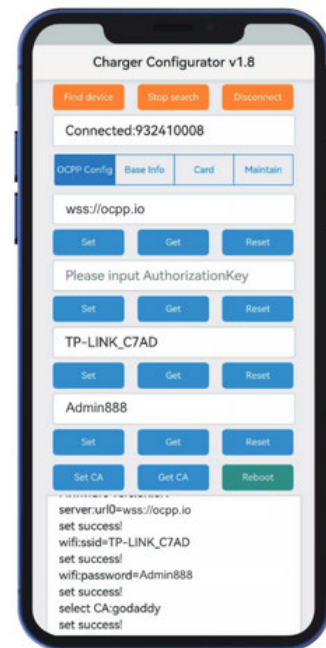 Charger Configurator v1.8
Find device Stop search Disconnect
Connected:932410008
OCPP Config Base Info Card Maintain
wss://ocpp.io
Set Get Reset
Please input AuthorizationKey
Set Get Reset
TP-LINK_C7AD
Set Get Reset
Admin888
Set Get Reset
Set CA Get CA Reboot
server:url0=wss://ocpp.io
set success!
wifi:ssid=TP-LINK_C7AD
set success!
wifi:password=Admin888
set success!
select CA:godaddy
set success!